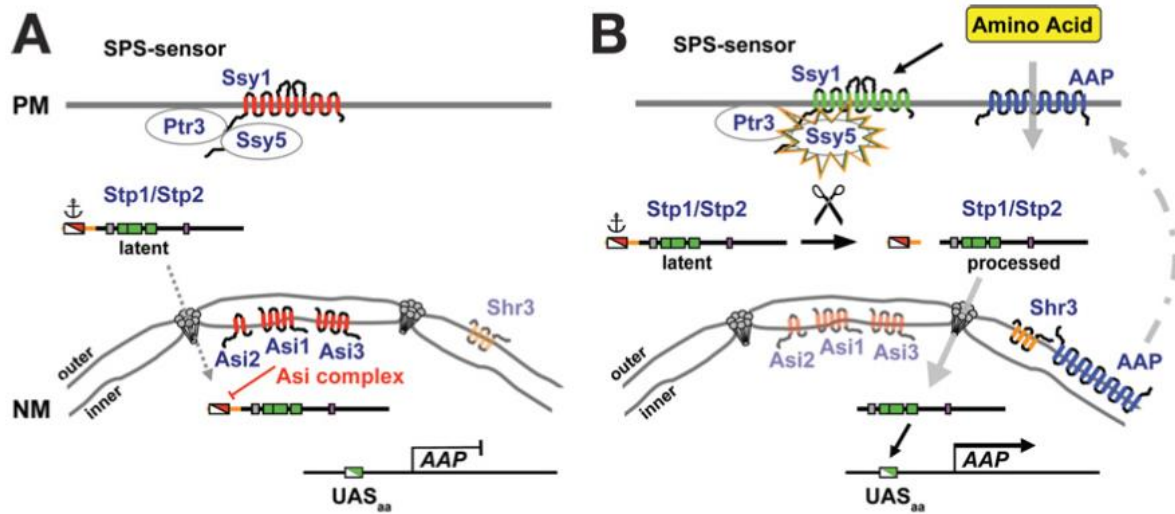 A
SPS-sensor
Ssy1
PM
Ptr3
Ssy5
Stp1/Stp2
latent
Shr3
Asi2
Asi1
Asi3
outer
inner
Asi complex
NM
AAP
UASaa
B
Amino Acid
SPS-sensor
Ssy1
AAP
Ptr3
Ssy5
Stp1/Stp2
Stp1/Stp2
latent
processed
Shr3
Asi2
Asi1
Asi3
AAP
outer
inner
AAP
UASaa